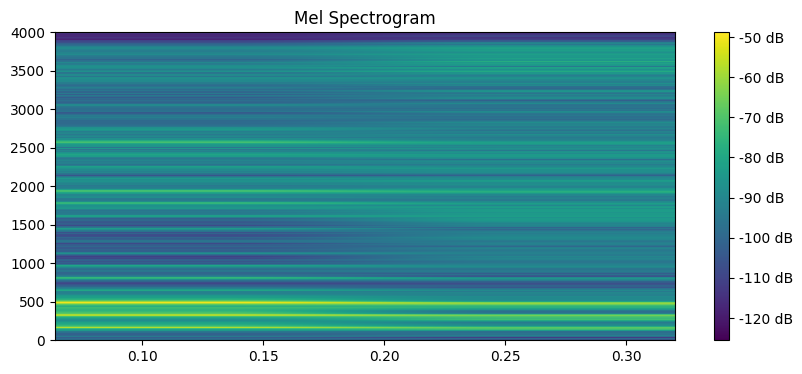 Mel Spectrogram
4000
3500
3000
2500
2000
1500
1000
500
0
0.10 0.15 0.20 0.25 0.30
-50 dB
-60 dB
-70 dB
-80 dB
-90 dB
-100 dB
-110 dB
-120 dB